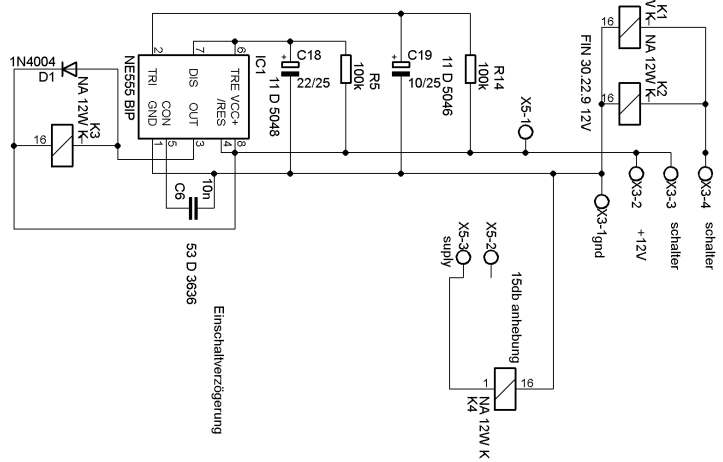 K1
V K
NA 12W K
K2
16
16
FIN 30.22.9 12V
2
7
6
IC1
NE555 BIP
TRI
DIS
TRE
VCC+
GND
CON
OUT
/RES
1
5
3
4
8
1N4004
D1
NA 12W K
K3
16
C18
22/25
11 D 5048
R5
100k
C19
10/25
11 D 5046
R14
100k
X5-1
C6
10n
53 D 3636
Einschaltverzögerung
X3-1gnd
X3-2
+12V
X3-3
schalter
X3-4
schalter
X5-3
suply
X5-2
15db anhebung
1
16
NA 12W K
K4